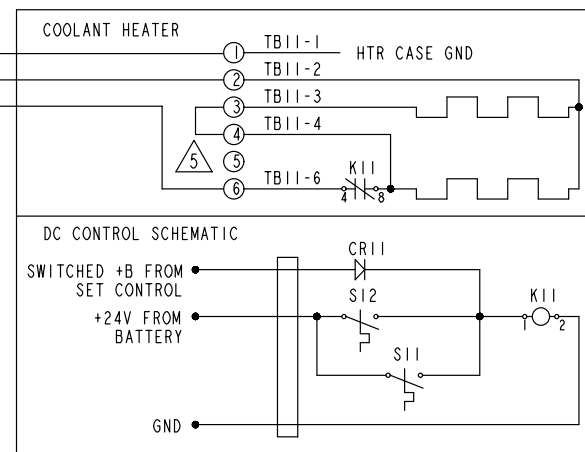 COOLANT HEATER
1 TB11-1 HTR CASE GND
2 TB11-2
3 TB11-3
4 TB11-4
5 5
6 TB11-6 K11
4 8
DC CONTROL SCHEMATIC
CR11
SWITCHED +B FROM
SET CONTROL
S12 K11
+24V FROM
BATTERY
1 2
S11
GND